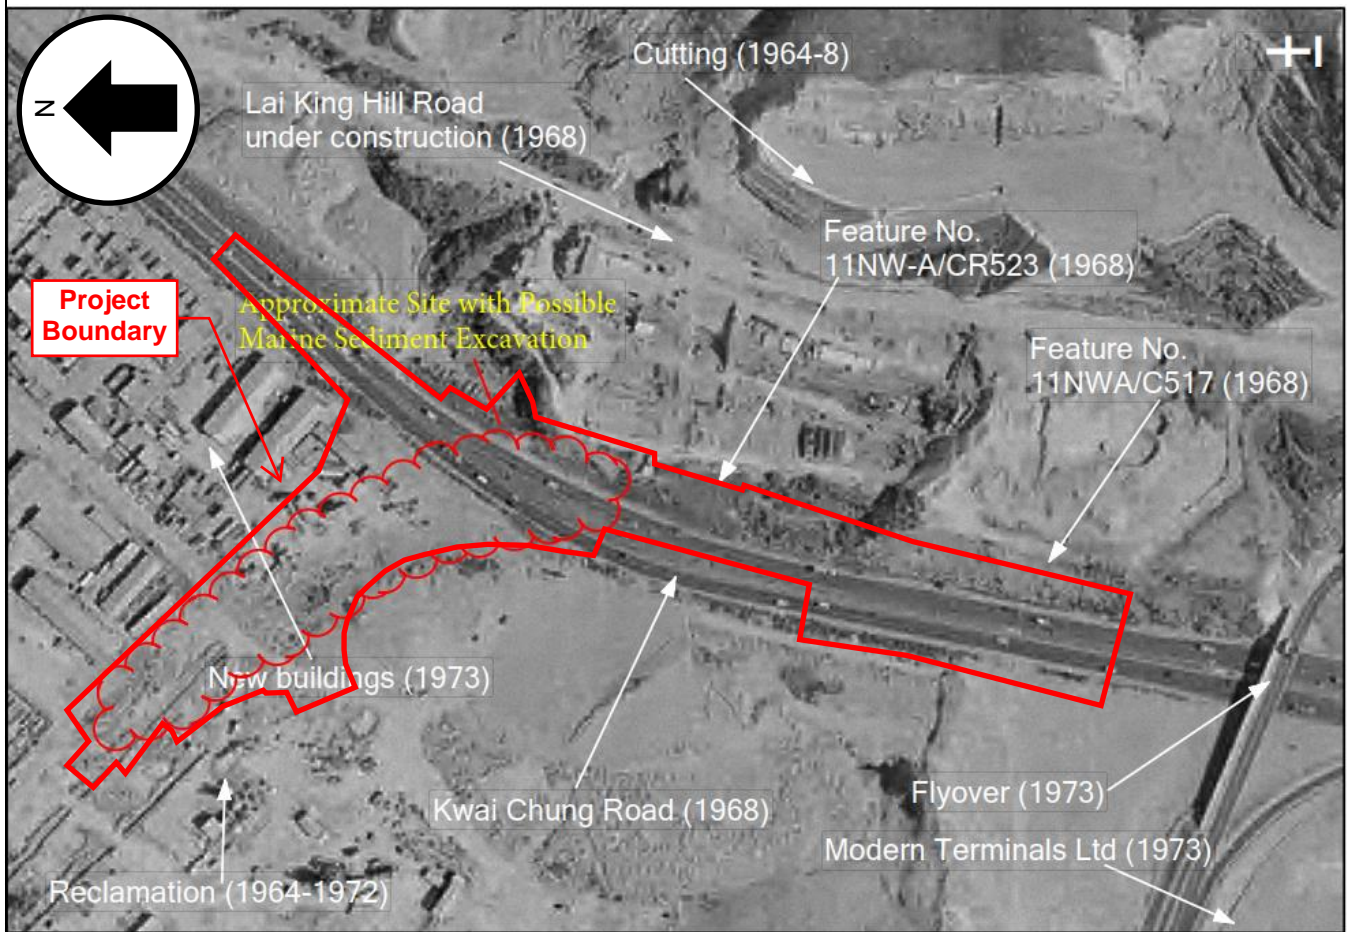 Cutting (1964-8)
N
Lai King Hill Road
under construction (1968)
Feature No.
11NW-A/CR523 (1968)
Project
Boundary
Approximate Site with Possible
Marine Sediment Excavation
Feature No.
11NWA/C517 (1968)
New buildings (1973)
Kwai Chung Road (1968)
Flyover (1973)
Modern Terminals Ltd (1973)
Reclamation (1964-1972)